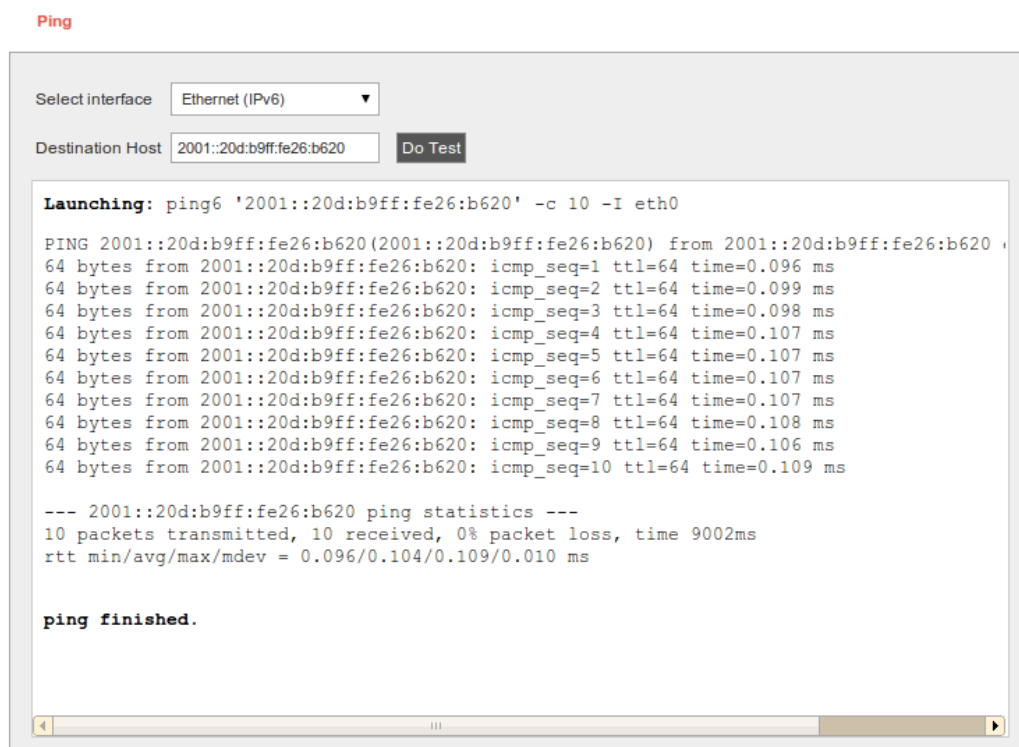 Ping
Select interface Ethernet (IPv6)
Destination Host 2001::20d:b9ff:fe26:b620 Do Test
Launching: ping6 '2001::20d:b9ff:fe26:b620' -c 10 -I eth0
PING 2001::20d:b9ff:fe26:b620(2001::20d:b9ff:fe26:b620) from 2001::20d:b9ff:fe26:b620
64 bytes from 2001::20d:b9ff:fe26:b620: icmp_seq=1 ttl=64 time=0.096 ms
64 bytes from 2001::20d:b9ff:fe26:b620: icmp_seq=2 ttl=64 time=0.099 ms
64 bytes from 2001::20d:b9ff:fe26:b620: icmp_seq=3 ttl=64 time=0.098 ms
64 bytes from 2001::20d:b9ff:fe26:b620: icmp_seq=4 ttl=64 time=0.107 ms
64 bytes from 2001::20d:b9ff:fe26:b620: icmp_seq=5 ttl=64 time=0.107 ms
64 bytes from 2001::20d:b9ff:fe26:b620: icmp_seq=6 ttl=64 time=0.107 ms
64 bytes from 2001::20d:b9ff:fe26:b620: icmp_seq=7 ttl=64 time=0.107 ms
64 bytes from 2001::20d:b9ff:fe26:b620: icmp_seq=8 ttl=64 time=0.108 ms
64 bytes from 2001::20d:b9ff:fe26:b620: icmp_seq=9 ttl=64 time=0.106 ms
64 bytes from 2001::20d:b9ff:fe26:b620: icmp_seq=10 ttl=64 time=0.109 ms
--- 2001::20d:b9ff:fe26:b620 ping statistics ---
10 packets transmitted, 10 received, 0% packet loss, time 9002ms
rtt min/avg/max/mdev = 0.096/0.104/0.109/0.010 ms
ping finished.